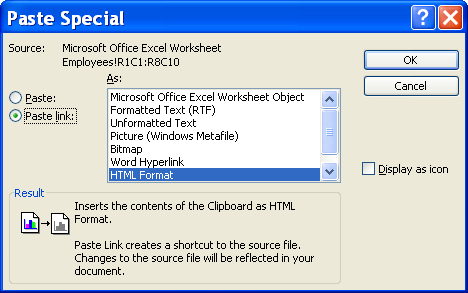 Paste Special
Source: Microsoft Office Excel Worksheet
Employees!R1C1:R8C10
OK
Cancel
As:
Paste:
Paste link:
Microsoft Office Excel Worksheet Object
Formatted Text (RTF)
Unformatted Text
Picture (Windows Metafile)
Bitmap
Word Hyperlink
HTML Format
Display as icon
Result
Inserts the contents of the Clipboard as HTML
Format.
Paste Link creates a shortcut to the source file.
Changes to the source file will be reflected in your
document.